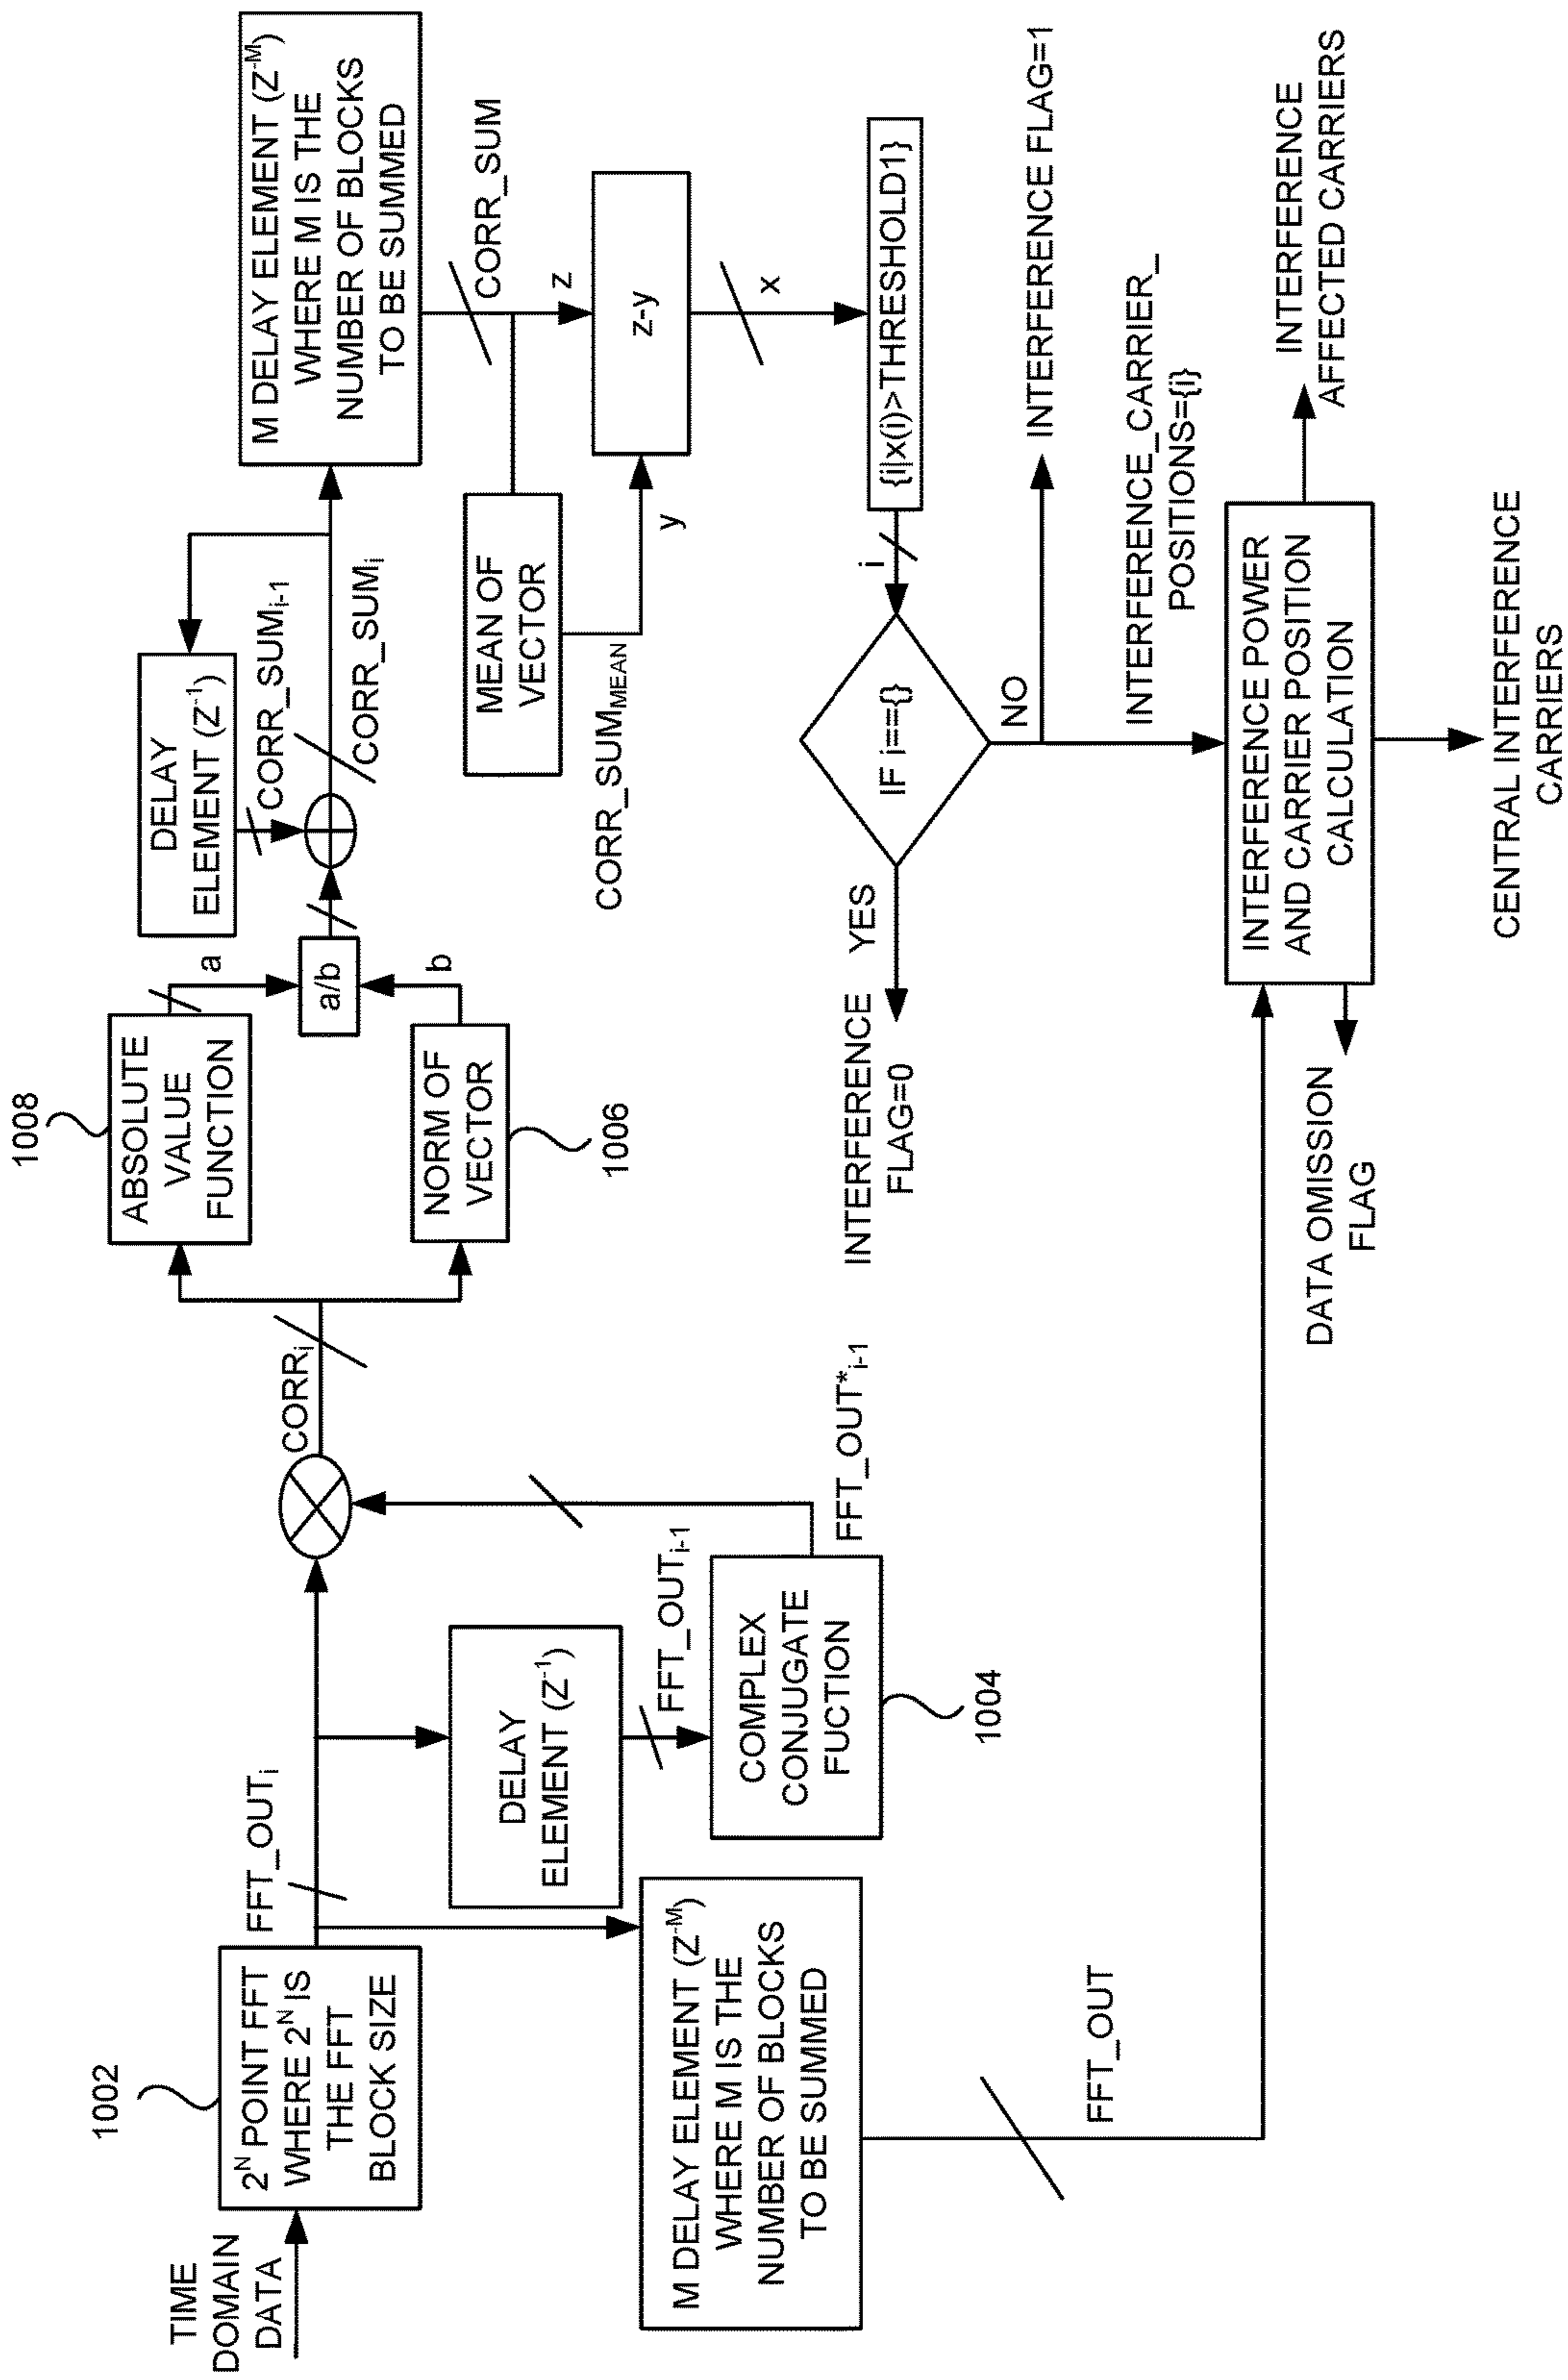 TIME
DOMAIN
DATA
1002
2^N POINT FFT
WHERE 2^N IS
THE FFT
BLOCK SIZE
FFT_OUT_i
M DELAY ELEMENT (Z^-M)
WHERE M IS THE
NUMBER OF BLOCKS
TO BE SUMMED
FFT_OUT
DELAY
ELEMENT (Z^-1)
FFT_OUT_i-1
COMPLEX
CONJUGATE
FUCTION
1004
FFT_OUT*_i-1
CORR_i
1008
ABSOLUTE
VALUE
FUNCTION
a
NORM OF
VECTOR
1006
b
a/b
DELAY
ELEMENT (Z^-1)
CORR_SUM_i-1
CORR_SUM_i
M DELAY ELEMENT (Z^-M)
WHERE M IS THE
NUMBER OF BLOCKS
TO BE SUMMED
CORR_SUM
MEAN OF
VECTOR
CORR_SUM_MEAN
y
z
z-y
x
{i|x(i)>THRESHOLD1}
i
IF i=={}
YES
INTERFERENCE
FLAG=0
NO
INTERFERENCE FLAG=1
INTERFERENCE_CARRIER_
POSITIONS={i}
INTERFERENCE POWER
AND CARRIER POSITION
CALCULATION
DATA OMISSION
FLAG
INTERFERENCE
AFFECTED CARRIERS
CENTRAL INTERFERENCE
CARRIERS